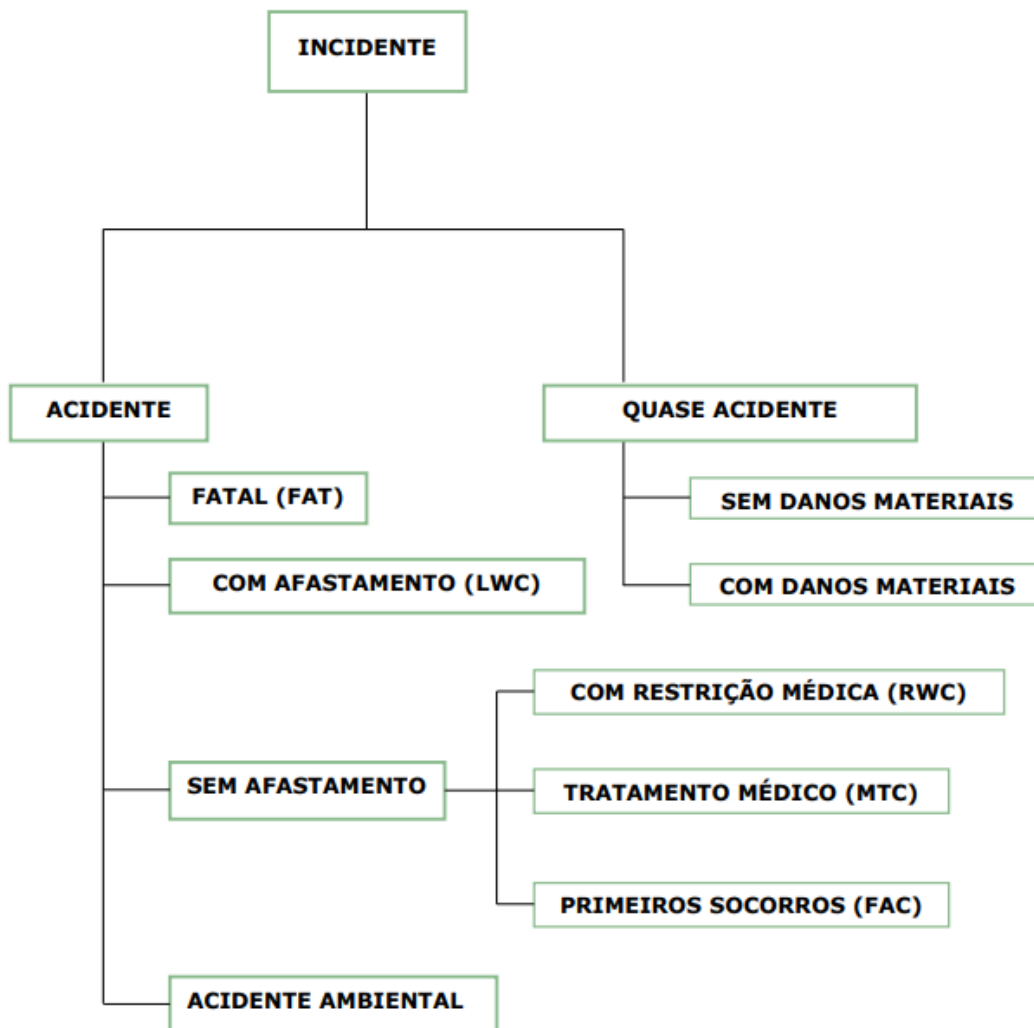 INCIDENTE
ACIDENTE
QUASE ACIDENTE
FATAL (FAT)
SEM DANOS MATERIAIS
COM AFASTAMENTO (LWC)
COM DANOS MATERIAIS
COM RESTRIÇÃO MÉDICA (RWC)
SEM AFASTAMENTO
TRATAMENTO MÉDICO (MTC)
PRIMEIROS SOCORROS (FAC)
ACIDENTE AMBIENTAL